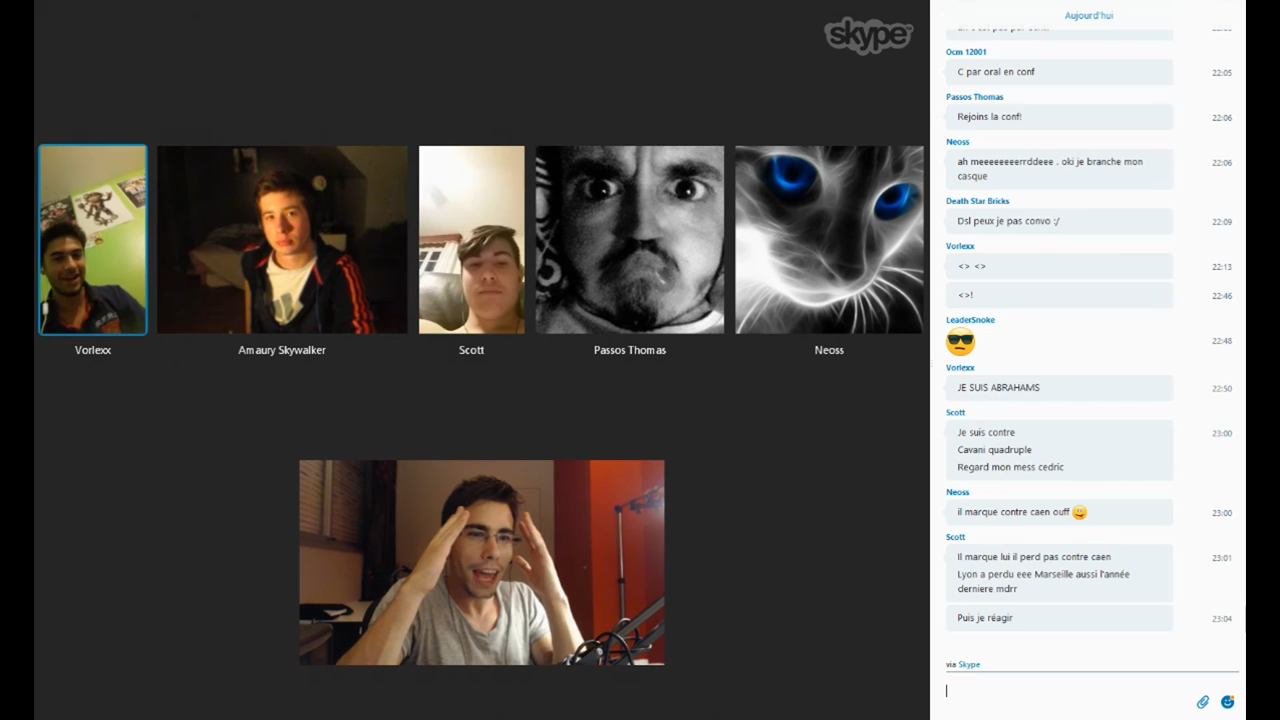 skype
Aujourd'hui
22:05
Ocm 12001
C par oral en conf
22:05
Passos Thomas
Rejoins la conf!
22:06
Neoss
ah meeeeeeerrddeee . oki je branche mon
casque
22:06
Death Star Bricks
Dsl peux je pas convo :/
22:09
Vorlexx
<> <>
22:13
<>!
22:46
LeaderSnoke
22:48
Vorlexx
JE SUIS ABRAHAMS
22:50
Scott
Je suis contre
23:00
Cavani quadruple
Regard mon mess cedric
Neoss
il marque contre caen ouff
23:00
Scott
Il marque lui il perd pas contre caen
23:01
Lyon a perdu eee Marseille aussi l'année
derniere mdrr
Puis je réagir
23:04
via Skype
Vorlexx
Amaury Skywalker
Scott
Passos Thomas
Neoss